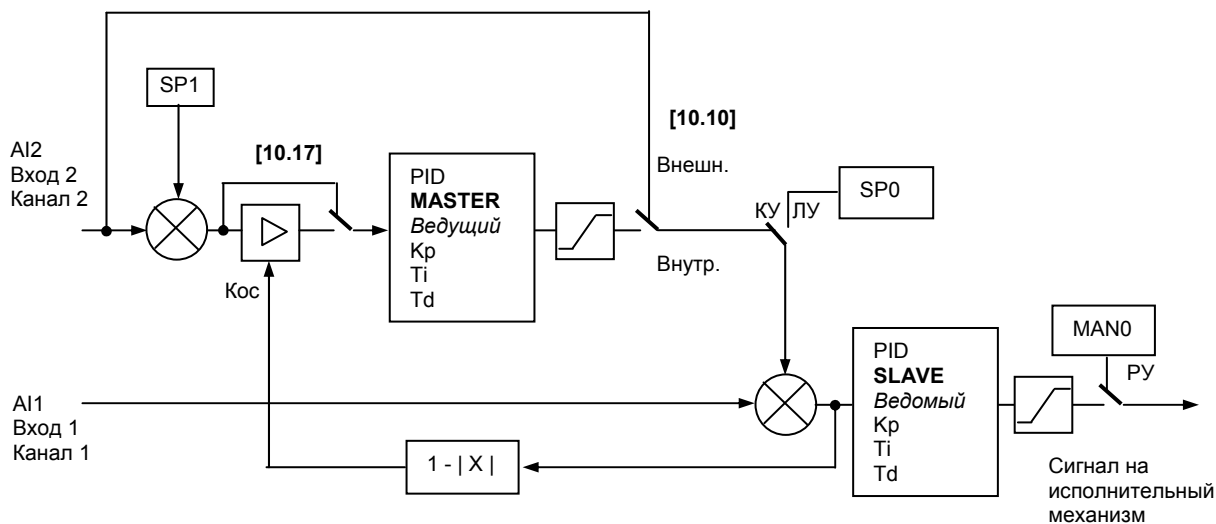 SP1
[10.10]
[10.17]
AI2
Вход 2
Канал 2
PID
MASTER
Ведущий
Kp
Ti
Td
Внешн.
SP0
КУ
ЛУ
Внутр.
Кос
MAN0
PID
SLAVE
Ведомый
Kp
Ti
Td
РУ
AI1
Вход 1
Канал 1
1 - | X |
Сигнал на
исполнительный
механизм